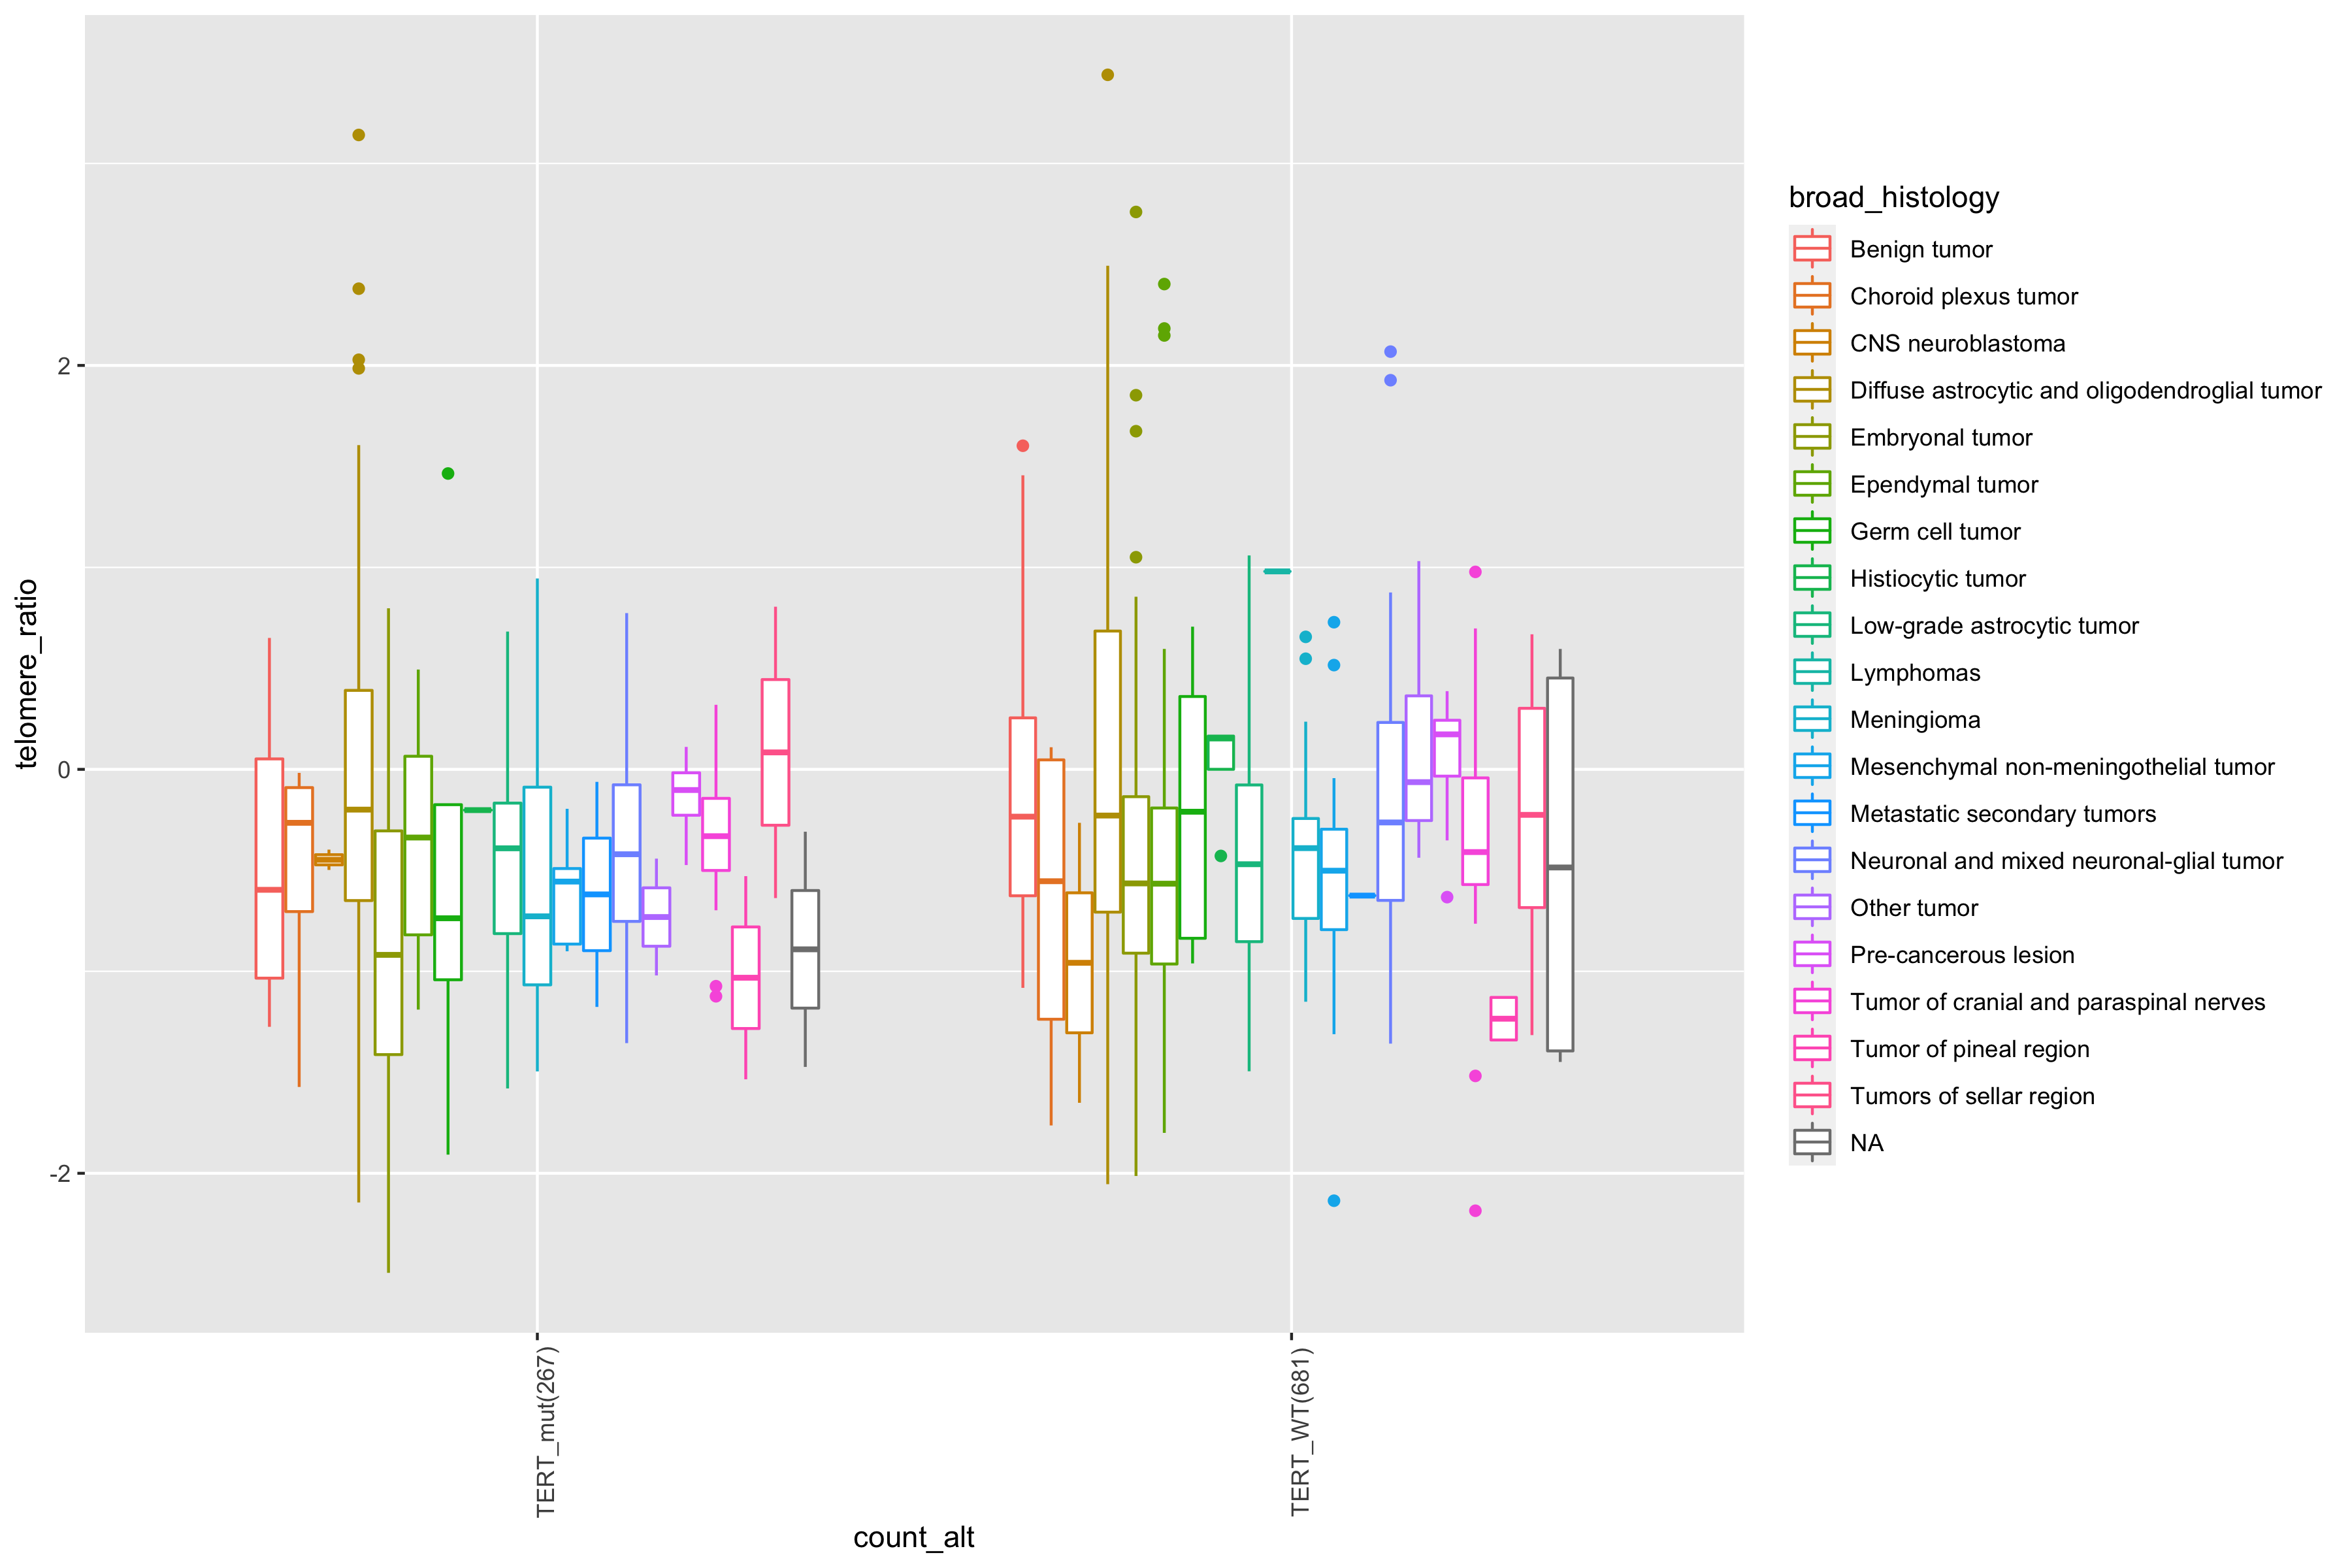 telomere_ratio
2
0
-2
TERT_mut(267)
TERT_WT(681)
count_alt
broad_histology
Benign tumor
Choroid plexus tumor
CNS neuroblastoma
Diffuse astrocytic and oligodendroglial tumor
Embryonal tumor
Ependymal tumor
Germ cell tumor
Histiocytic tumor
Low-grade astrocytic tumor
Lymphomas
Meningioma
Mesenchymal non-meningothelial tumor
Metastatic secondary tumors
Neuronal and mixed neuronal-glial tumor
Other tumor
Pre-cancerous lesion
Tumor of cranial and paraspinal nerves
Tumor of pineal region
Tumors of sellar region
NA